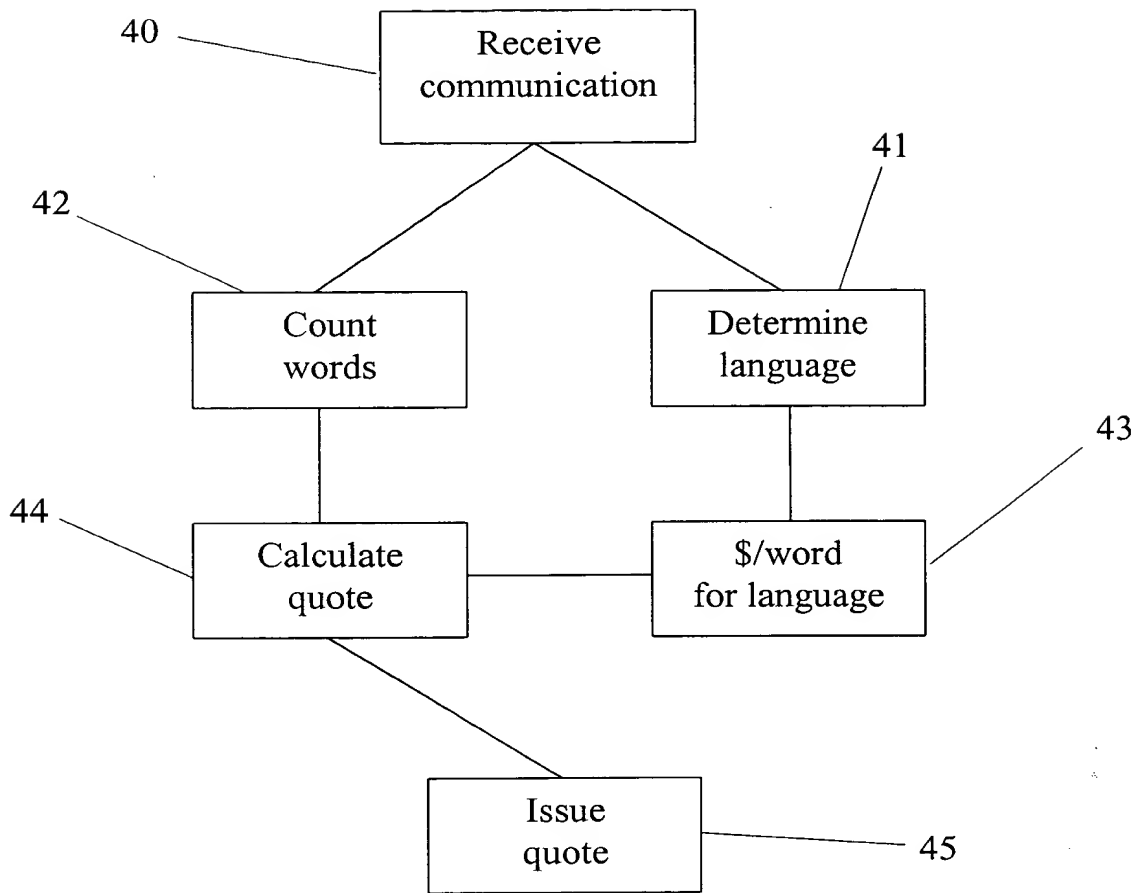 40
Receive
communication
41
42
Count
words
Determine
language
43
44
Calculate
quote
$/word
for language
Issue
quote
45